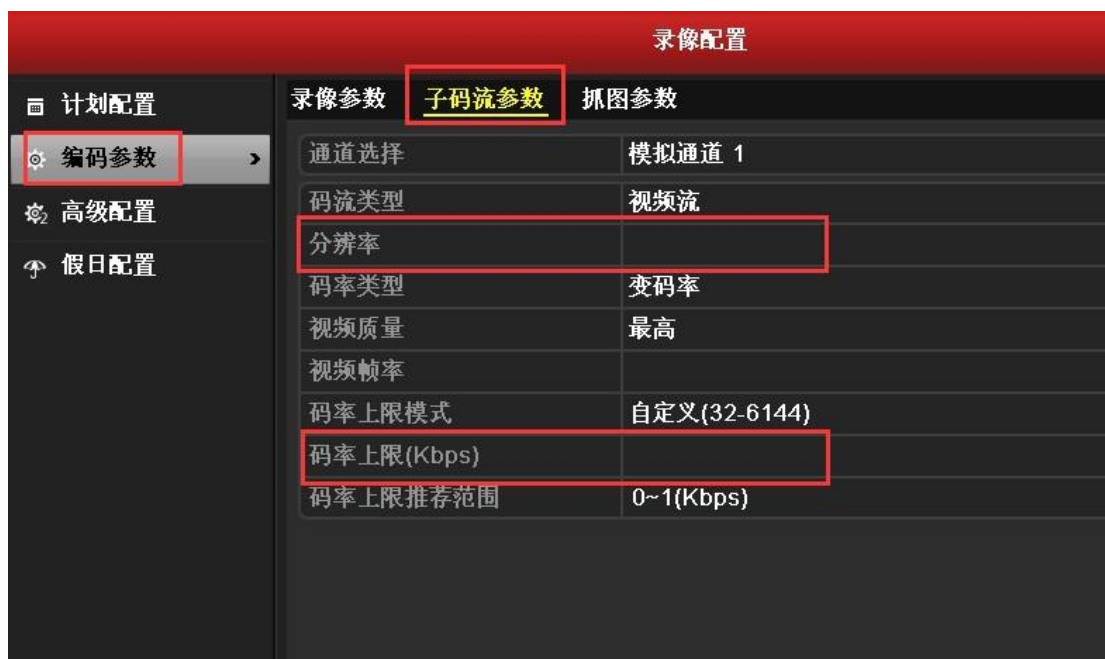 录像配置
计划配置
编码参数
高级配置
假日配置
录像参数 子码流参数 抓图参数
通道选择 模拟通道 1
码流类型 视频流
分辨率
码率类型 变码率
视频质量 最高
视频帧率
码率上限模式 自定义(32-6144)
码率上限(Kbps)
码率上限推荐范围 0~1(Kbps)